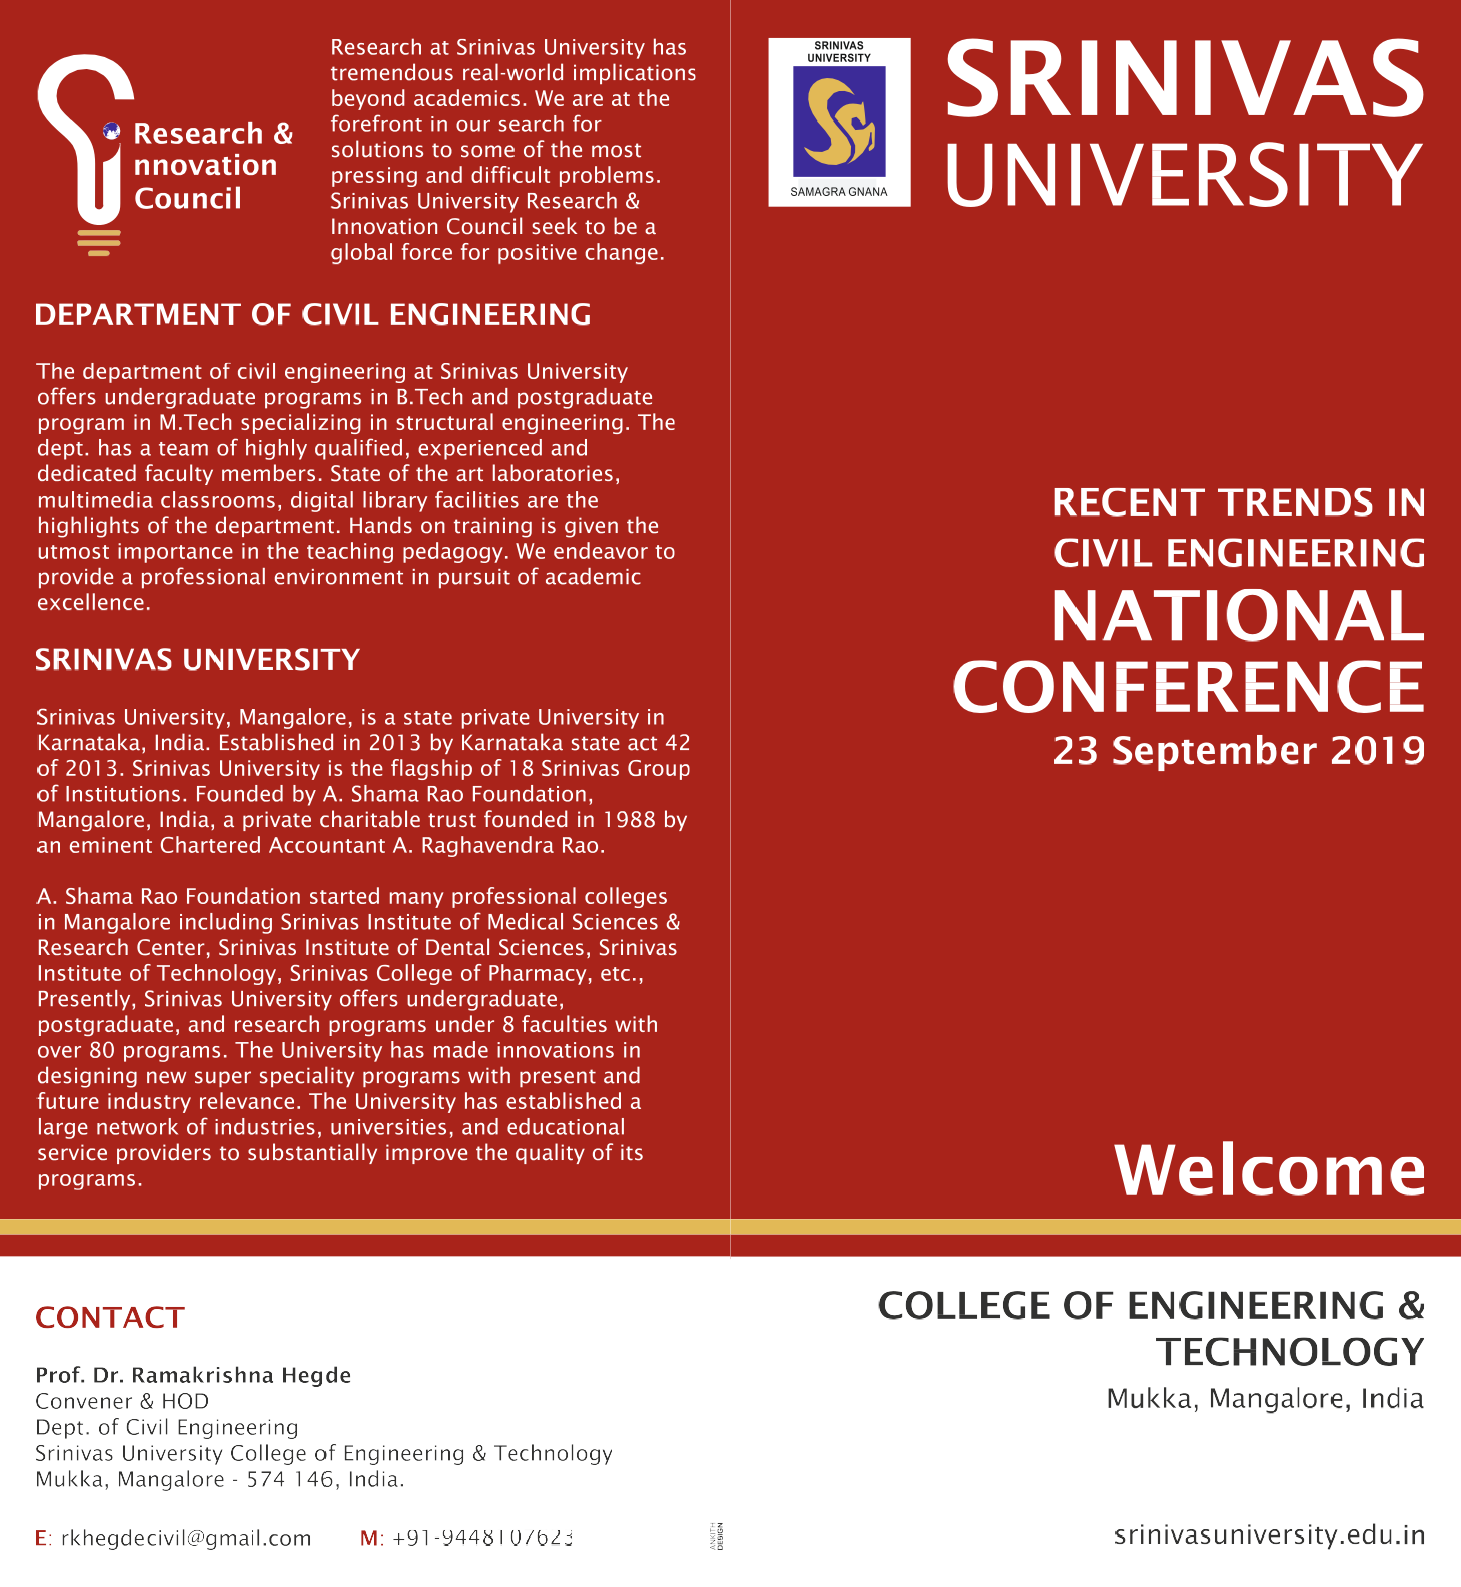 Research &
nnovation
Council
Research at Srinivas University has
tremendous real-world implications
beyond academics. We are at the
forefront in our search for
solutions to some of the most
pressing and difficult problems.
Srinivas University Research &
Innovation Council seek to be a
global force for positive change.
DEPARTMENT OF CIVIL ENGINEERING
The department of civil engineering at Srinivas University
offers undergraduate programs in B.Tech and postgraduate
program in M.Tech specializing in structural engineering. The
dept. has a team of highly qualified, experienced and
dedicated faculty members. State of the art laboratories,
multimedia classrooms, digital library facilities are the
highlights of the department. Hands on training is given the
utmost importance in the teaching pedagogy. We endeavor to
provide a professional environment in pursuit of academic
excellence.
SRINIVAS UNIVERSITY
Srinivas University, Mangalore, is a state private University in
Karnataka, India. Established in 2013 by Karnataka state act 42
of 2013. Srinivas University is the flagship of 18 Srinivas Group
of Institutions. Founded by A. Shama Rao Foundation,
Mangalore, India, a private charitable trust founded in 1988 by
an eminent Chartered Accountant A. Raghavendra Rao.
A. Shama Rao Foundation started many professional colleges
in Mangalore including Srinivas Institute of Medical Sciences &
Research Center, Srinivas Institute of Dental Sciences, Srinivas
Institute of Technology, Srinivas College of Pharmacy, etc.,
Presently, Srinivas University offers undergraduate,
postgraduate, and research programs under 8 faculties with
over 80 programs. The University has made innovations in
designing new super speciality programs with present and
future industry relevance. The University has established a
large network of industries, universities, and educational
service providers to substantially improve the quality of its
programs.
CONTACT
Prof. Dr. Ramakrishna Hegde
Convener & HOD
Dept. of Civil Engineering
Srinivas University College of Engineering & Technology
Mukka, Mangalore - 574 146, India.
E: rkhegdecivil@gmail.com M: +91-9448107623
ANKITH
DESIGN
SRINIVAS
UNIVERSITY
SAMAGRA GNANA
SRINIVAS
UNIVERSITY
RECENT TRENDS IN
CIVIL ENGINEERING
NATIONAL
CONFERENCE
23 September 2019
Welcome
COLLEGE OF ENGINEERING &
TECHNOLOGY
Mukka, Mangalore, India
srinivasuniversity.edu.in